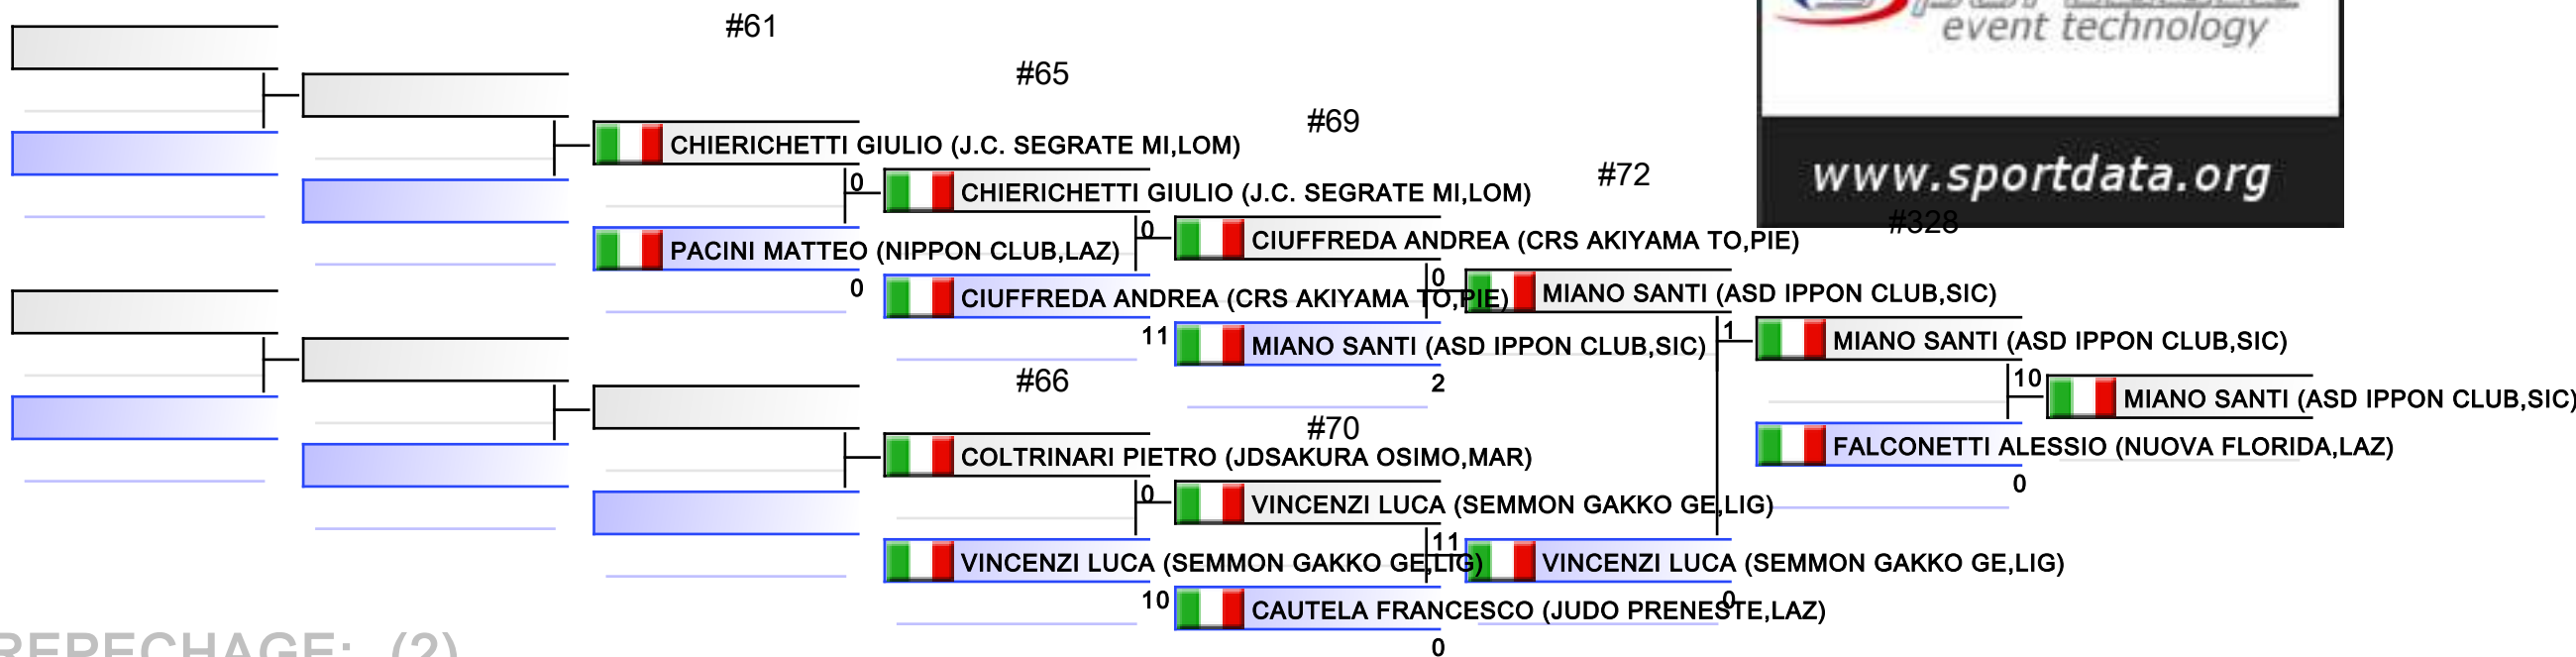 #61
event technology
#65
#69
CHIERICHETTI GIULIO (J.C. SEGRATE MI,LOM)
#72
www.sportdata.org
0
CHIERICHETTI GIULIO (J.C. SEGRATE MI,LOM)
#328
0
CIUFFREDA ANDREA (CRS AKIYAMA TO,PIE)
PACINI MATTEO (NIPPON CLUB,LAZ)
0
0
MIANO SANTI (ASD IPPON CLUB,SIC)
CIUFFREDA ANDREA (CRS AKIYAMA TO,PIE)
11
1
MIANO SANTI (ASD IPPON CLUB,SIC)
MIANO SANTI (ASD IPPON CLUB,SIC)
#66
2
10
MIANO SANTI (ASD IPPON CLUB,SIC)
#70
FALCONETTI ALESSIO (NUOVA FLORIDA,LAZ)
COLTRINARI PIETRO (JDSAKURA OSIMO,MAR)
0
0
VINCENZI LUCA (SEMMON GAKKO GE,LIG)
11
VINCENZI LUCA (SEMMON GAKKO GE,LIG)
VINCENZI LUCA (SEMMON GAKKO GE,LIG)
10
0
CAUTELA FRANCESCO (JUDO PRENESTE,LAZ)
0
REPECHAGE: (2)